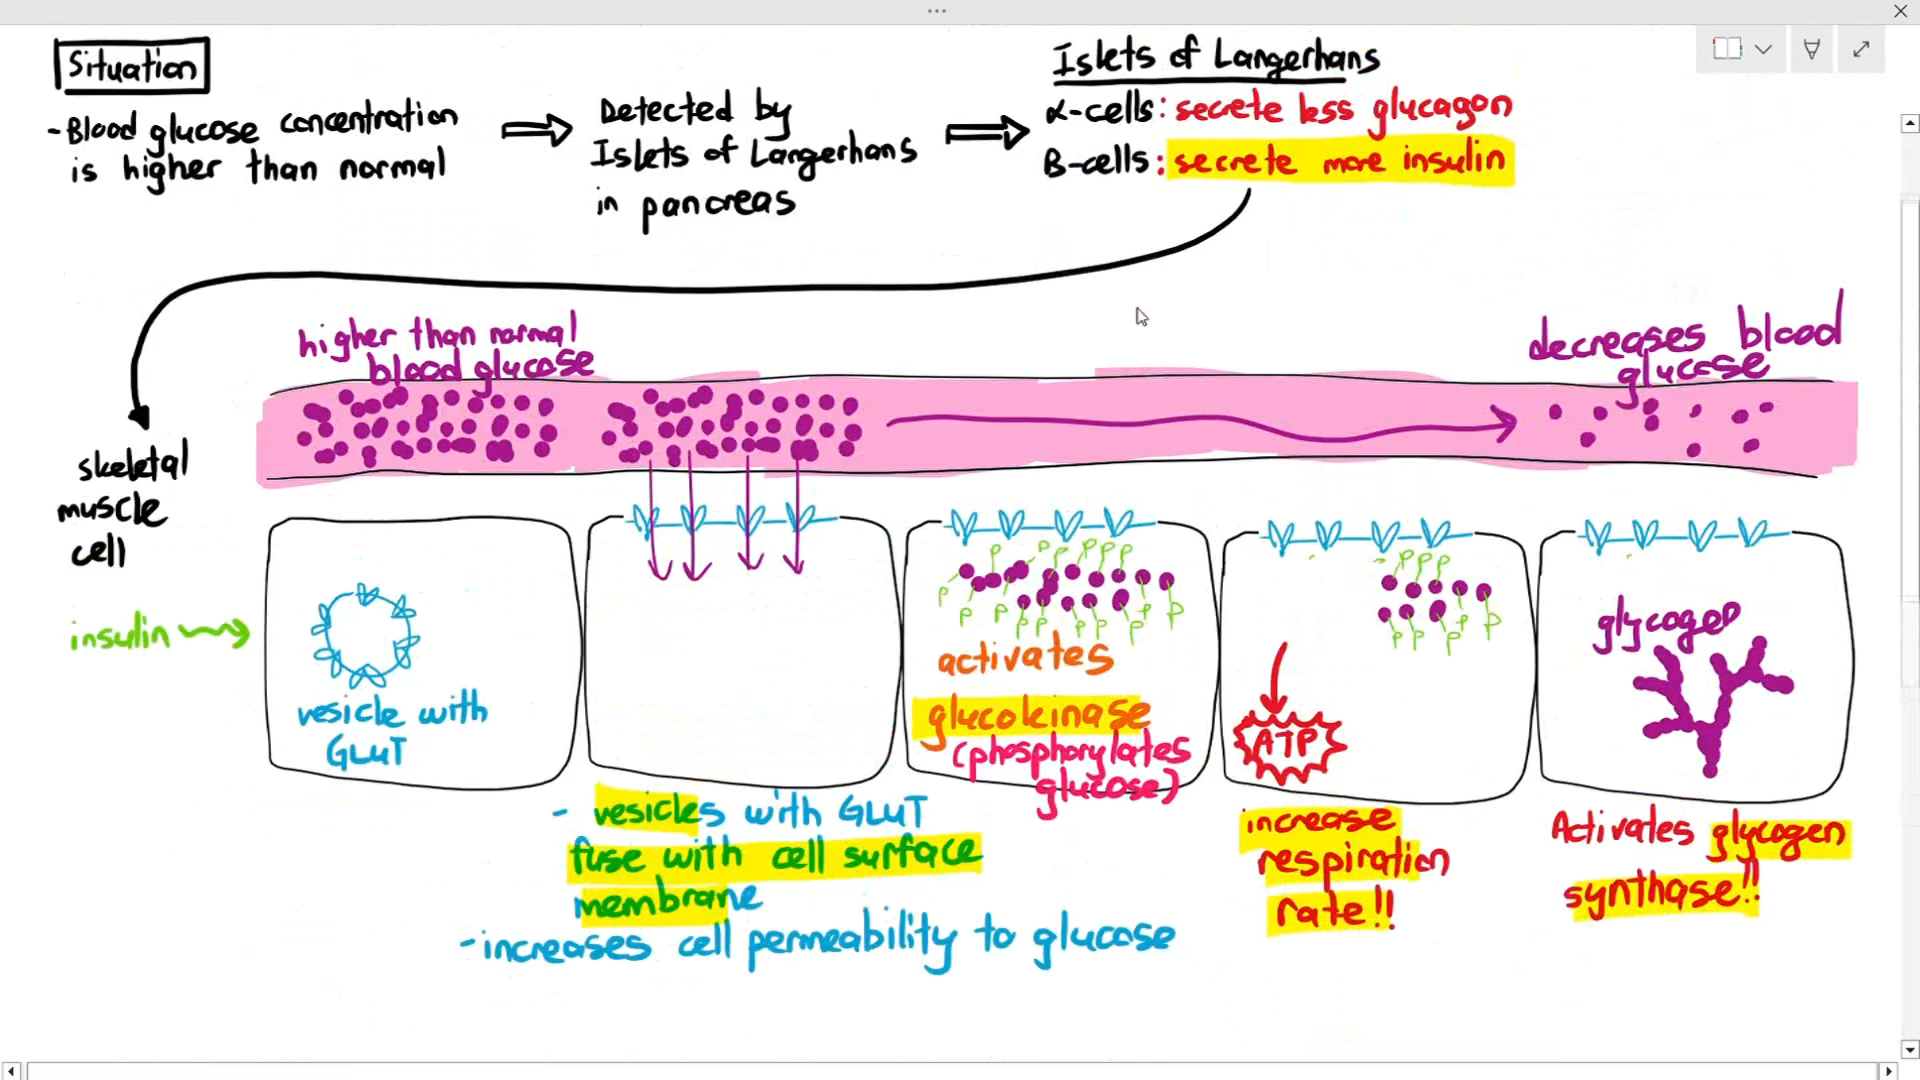 Situation
-Blood glucose concentration
is higher than normal
Detected by
Islets of Langerhans
in pancreas
Islets of Langerhans
α-cells: secrete less glucagon
B-cells: secrete more insulin
higher than normal
blood glucose
decreases blood
glucose
skeletal
muscle
cell
insulin
vesicle with
GLUT
- vesicles with GLUT
fuse with cell surface
membrane
-increases cell permeability to glucose
P P P P P P
P P P P P P P P P
activates
glucokinase
(phosphorylates
glucose)
P P P
P P P P P
ATP
increase
respiration
rate!!
glycogen
Activates glycogen
synthase!!